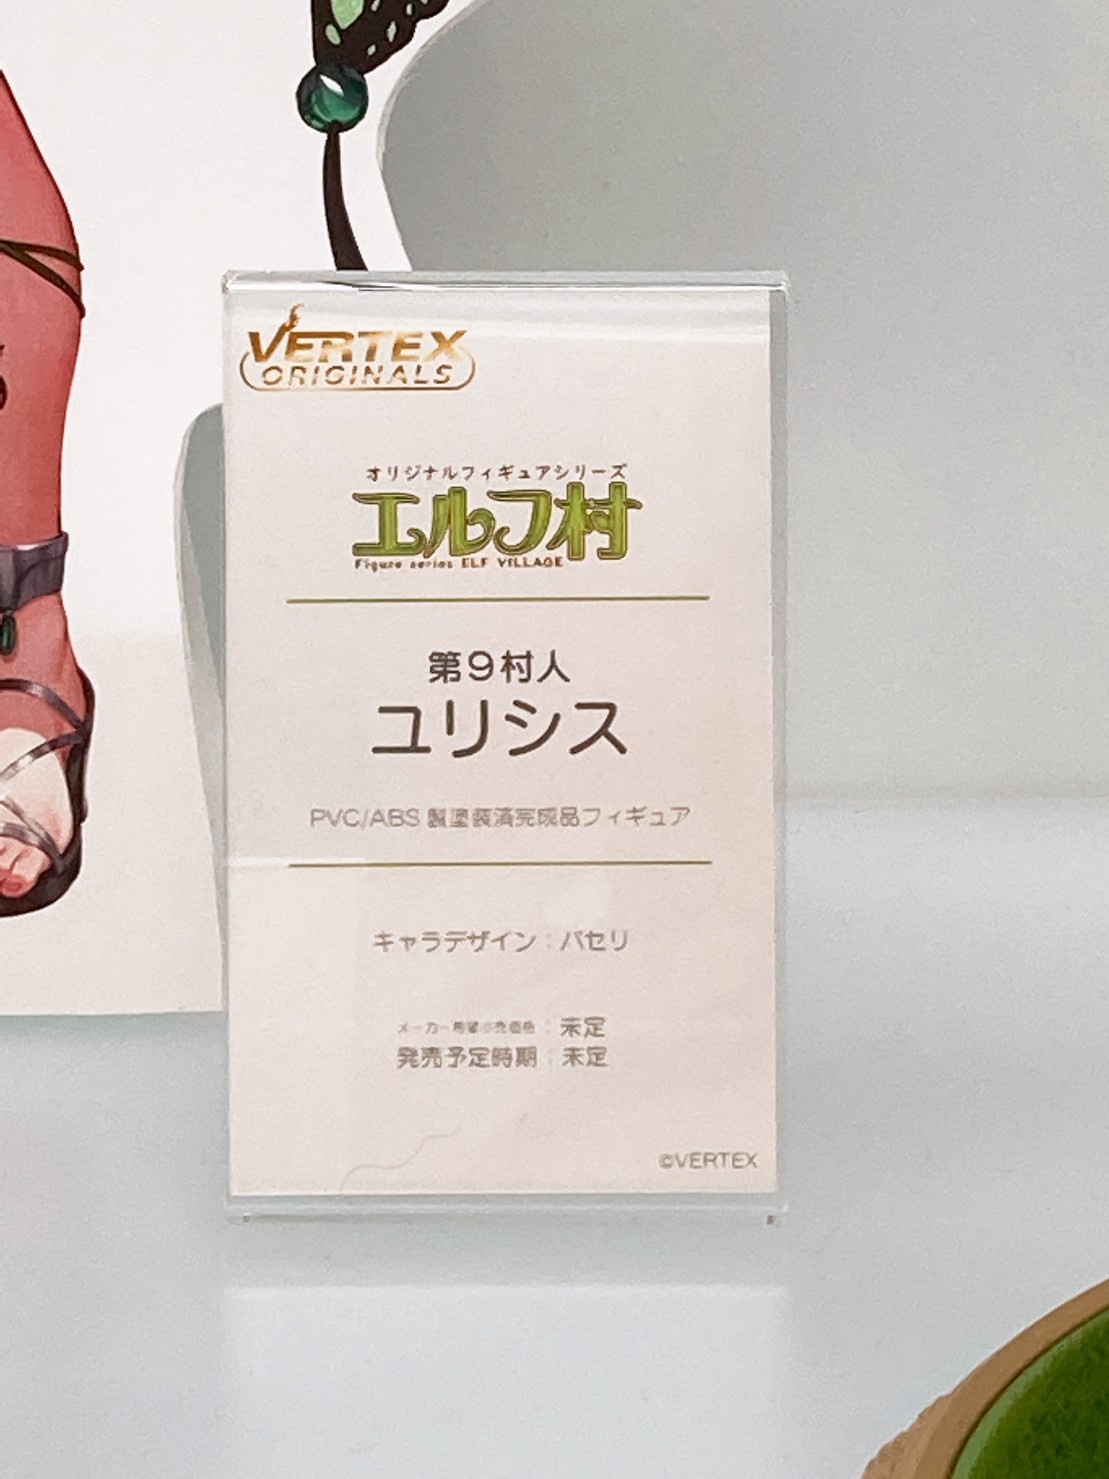 VERTEX
ORIGINALS
オリジナルフィギュアシリーズ
エルフ村
Figure series ELF VILLAGE
第9村人
ユリシス
PVC/ABS 製塗装済完成品フィギュア
キャラデザイン：パセリ
メーカー希望小売価格：未定
発売予定時期：未定
©VERTEX